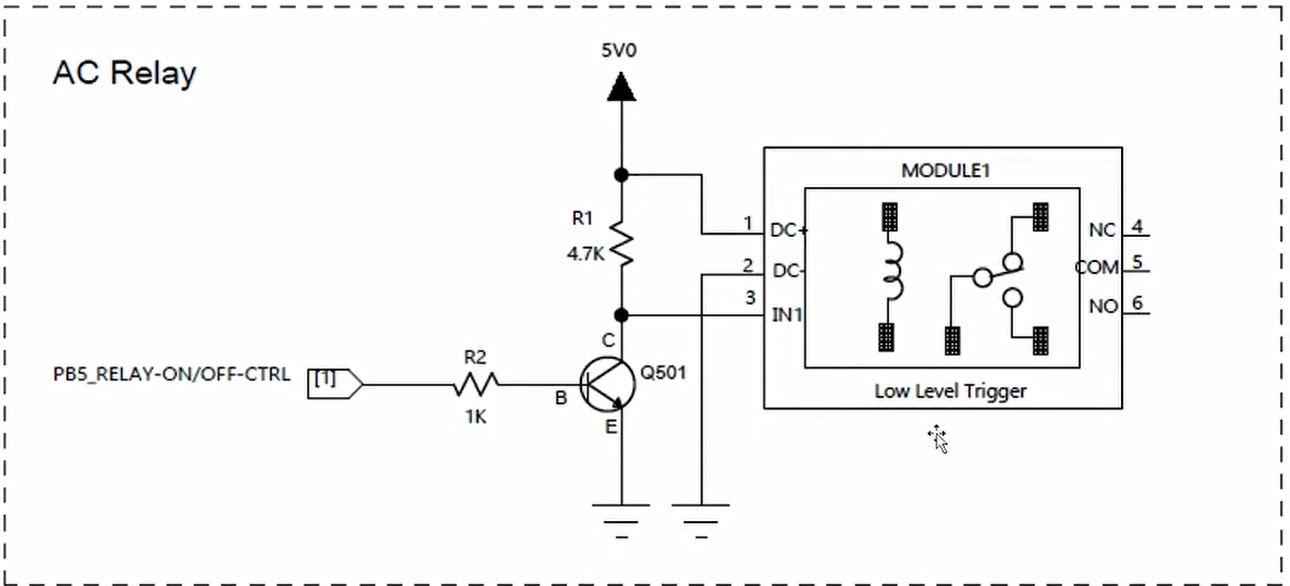 AC Relay
5V0
MODULE1
R1
4.7K
1
DC+
NC
4
2
DC-
COM
5
3
IN1
NO
6
C
PB5_RELAY-ON/OFF-CTRL
[1]
R2
1K
B
Q501
E
Low Level Trigger